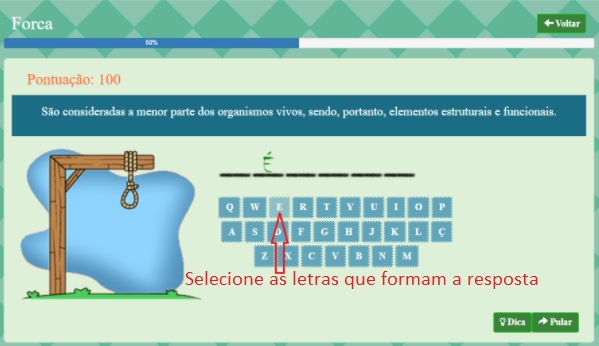 Forca
Voltar
50%
Pontuação: 100
São consideradas a menor parte dos organismos vivos, sendo, portanto, elementos estruturais e funcionais.
É
Q W E R T Y U I O P
A S D F G H J K L Ç
Z X C V B N M
Selecione as letras que formam a resposta
Dica Pular